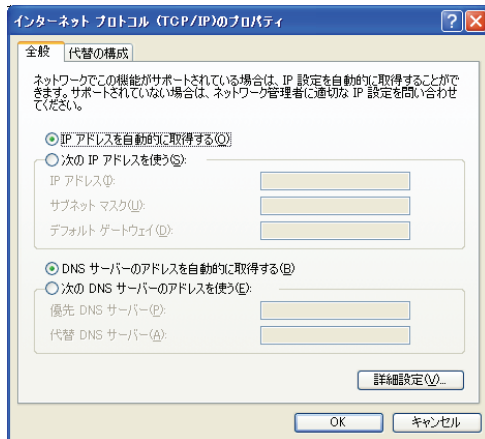 インターネット プロトコル (TCP/IP)のプロパティ
全般
代替の構成
ネットワークでこの機能がサポートされている場合は、IP 設定を自動的に取得することがで
きます。サポートされていない場合は、ネットワーク管理者に適切な IP 設定を問い合わせ
てください。
IP アドレスを自動的に取得する(O)
次の IP アドレスを使う(S):
IP アドレス(I):
サブネット マスク(U):
デフォルト ゲートウェイ(D):
DNS サーバーのアドレスを自動的に取得する(B)
次の DNS サーバーのアドレスを使う(E):
優先 DNS サーバー(P):
代替 DNS サーバー(A):
詳細設定(V)...
OK
キャンセル